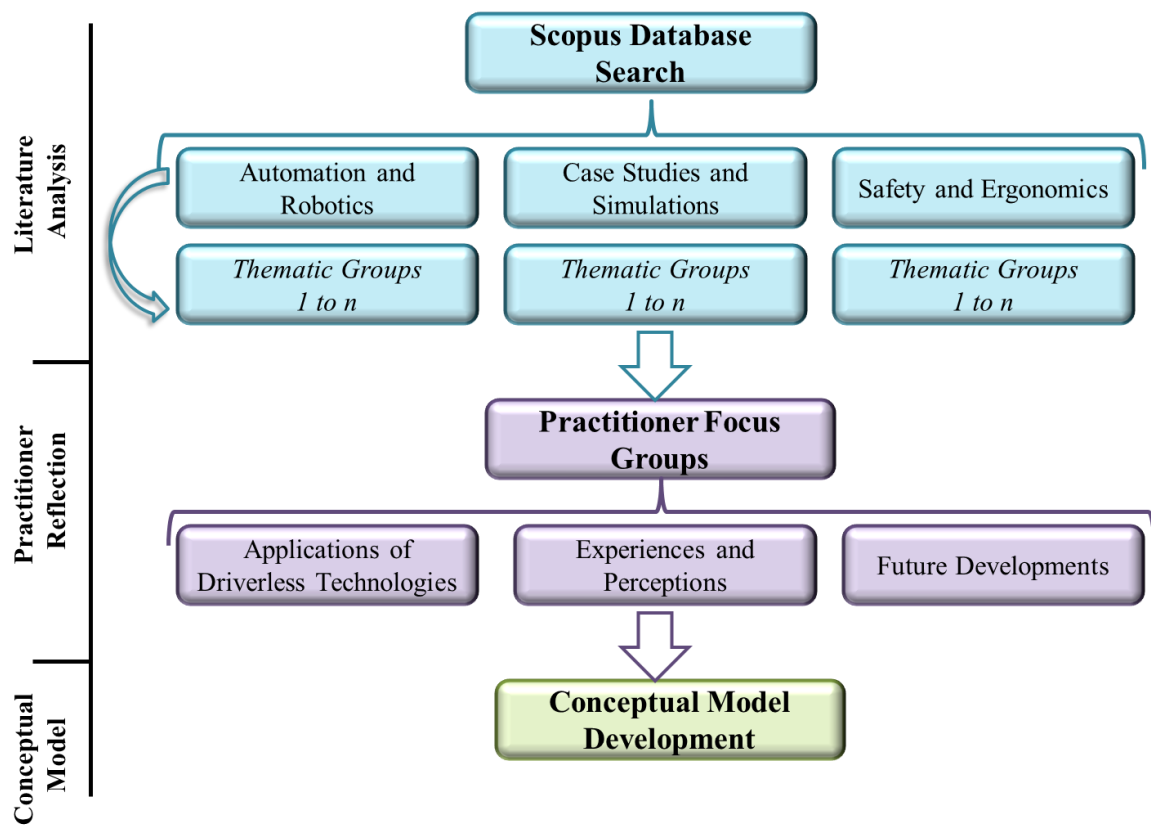 Scopus Database
Search
Literature
Analysis
Automation and
Robotics
Case Studies and
Simulations
Safety and Ergonomics
Thematic Groups
1 to n
Thematic Groups
1 to n
Thematic Groups
1 to n
Practitioner
Reflection
Practitioner Focus
Groups
Applications of
Driverless Technologies
Experiences and
Perceptions
Future Developments
Conceptual
Model
Conceptual Model
Development